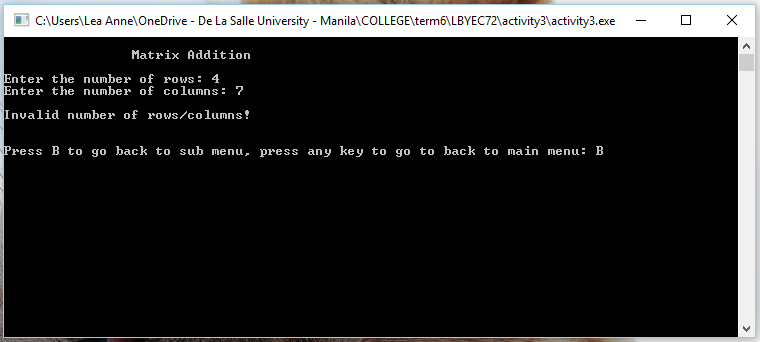 C:\Users\Lea Anne\OneDrive - De La Salle University - Manila\COLLEGE\term6\LBYEC72\activity3\activity3.exe
Matrix Addition
Enter the number of rows: 4
Enter the number of columns: 7
Invalid number of rows/columns!
Press B to go back to sub menu, press any key to go to back to main menu: B